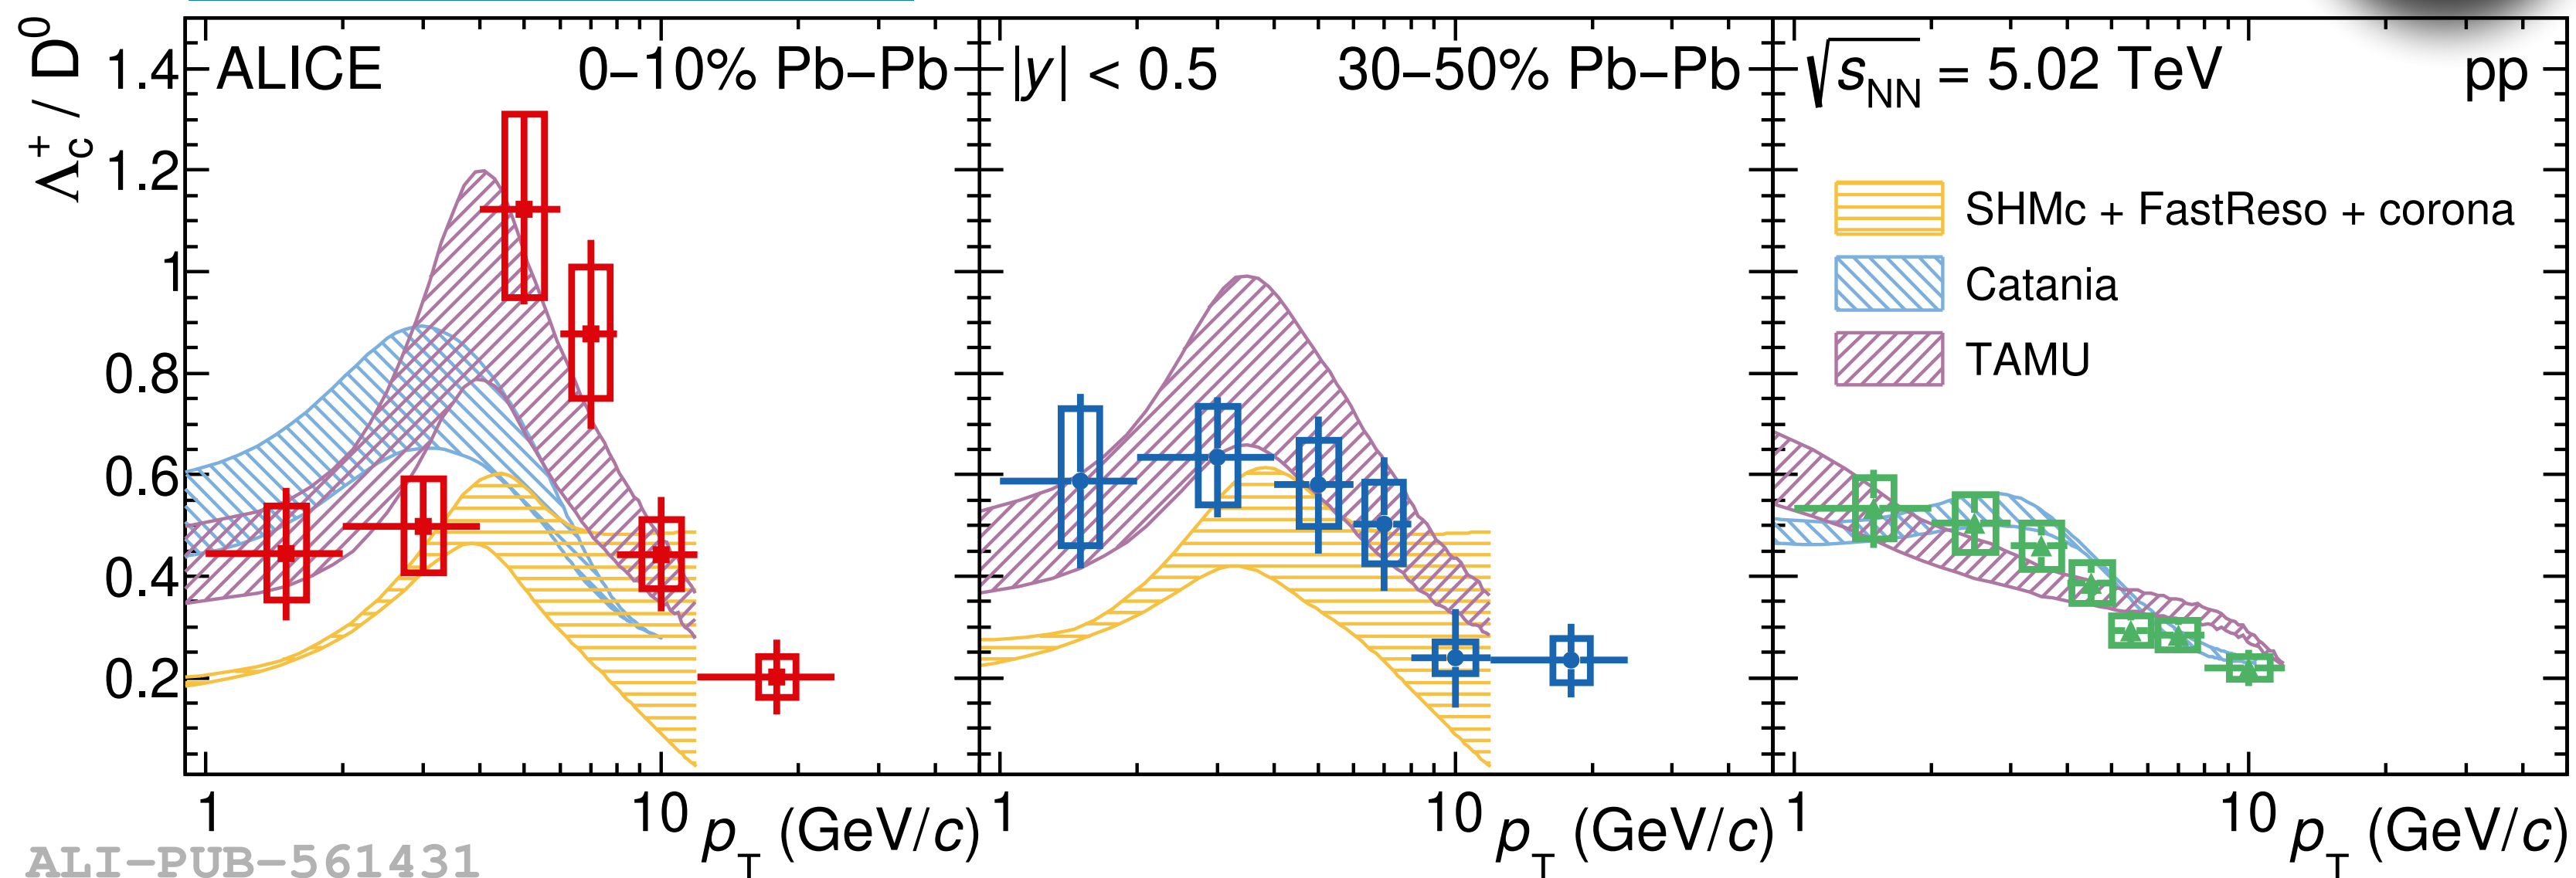 Λc+ / D0
ALICE 0–10% Pb–Pb
|y| < 0.5 30–50% Pb–Pb
√sNN = 5.02 TeV pp
SHMc + FastReso + corona
Catania
TAMU
1.4
1.2
1
0.8
0.6
0.4
0.2
1 10 pT (GeV/c)
1 10 pT (GeV/c)
1 10 pT (GeV/c)
ALI-PUB-561431